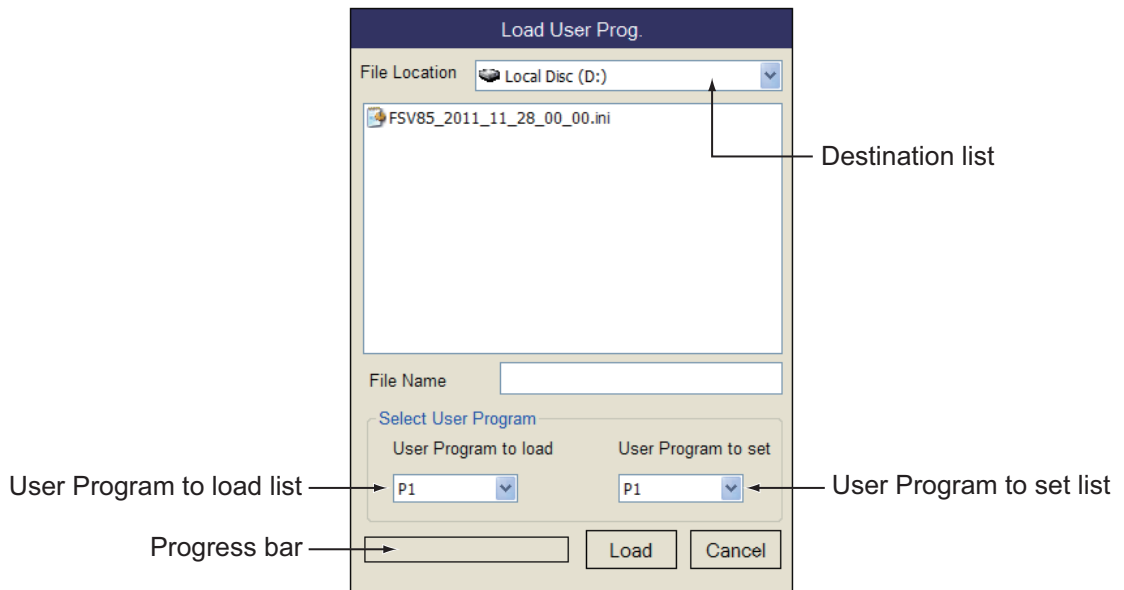 Load User Prog.
File Location
Local Disc (D:)
FSV85_2011_11_28_00_00.ini
Destination list
File Name
Select User Program
User Program to load
User Program to set
User Program to load list
P1
P1
User Program to set list
Progress bar
Load
Cancel